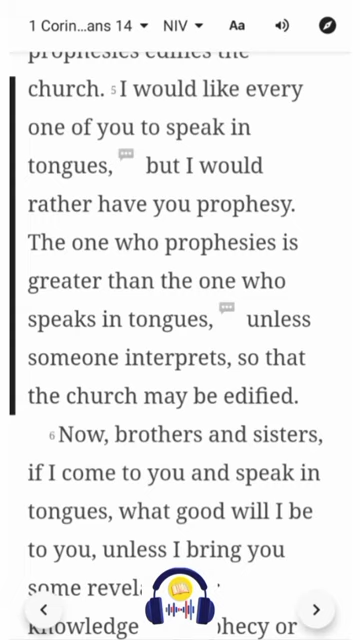 1 Corin...ans 14 NIV Aa
prophesies edifies the
church. 5 I would like every
one of you to speak in
tongues, but I would
rather have you prophesy.
The one who prophesies is
greater than the one who
speaks in tongues, unless
someone interprets, so that
the church may be edified.
6 Now, brothers and sisters,
if I come to you and speak in
tongues, what good will I be
to you, unless I bring you
some
knowledge or